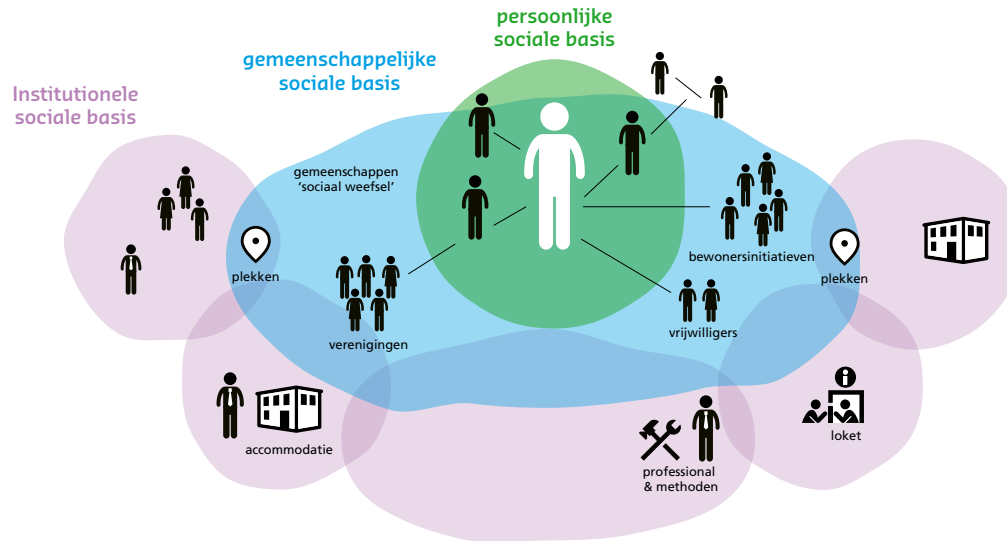 persoonlijke
sociale basis
gemeenschappelijke
sociale basis
Institutionele
sociale basis
gemeenschappen
'sociaal weefsel'
plekken
bewonersinitiatieven
plekken
verenigingen
vrijwilligers
accommodatie
loket
professional
& methoden